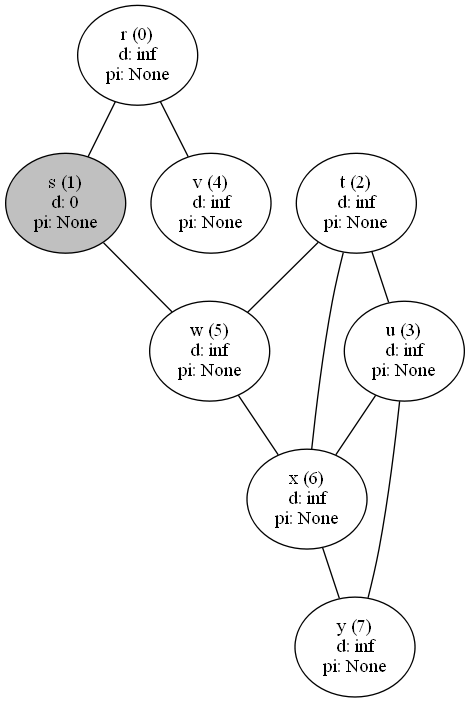 r (0)
d: inf
pi: None
s (1)
d: 0
pi: None
v (4)
d: inf
pi: None
t (2)
d: inf
pi: None
w (5)
d: inf
pi: None
u (3)
d: inf
pi: None
x (6)
d: inf
pi: None
y (7)
d: inf
pi: None